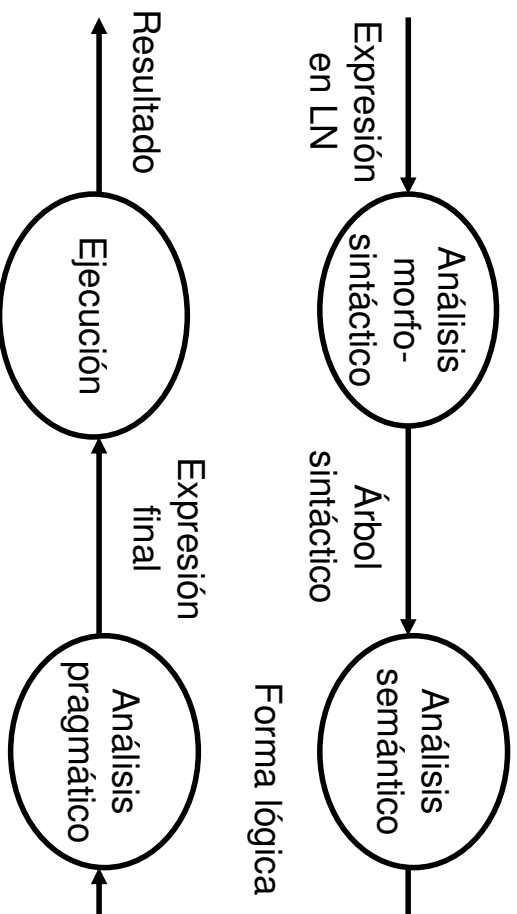 Expresión
en LN
Análisis
morfo-
sintáctico
Árbol
sintáctico
Análisis
semántico
Forma lógica
Análisis
pragmático
Expresión
final
Ejecución
Resultado